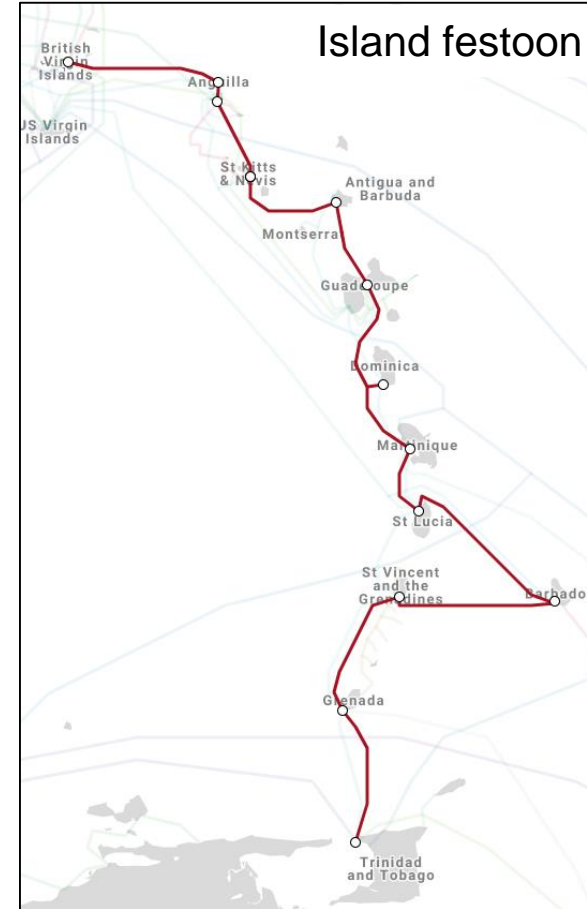 Island festoon
British
Virgin
Islands
Anguilla
US Virgin
Islands
St Kitts
& Nevis
Antigua and
Barbuda
Montserrat
Guadeloupe
Dominica
Martinique
St Lucia
St Vincent
and the
Grenadines
Barbado
Grenada
Trinidad
and Tobago